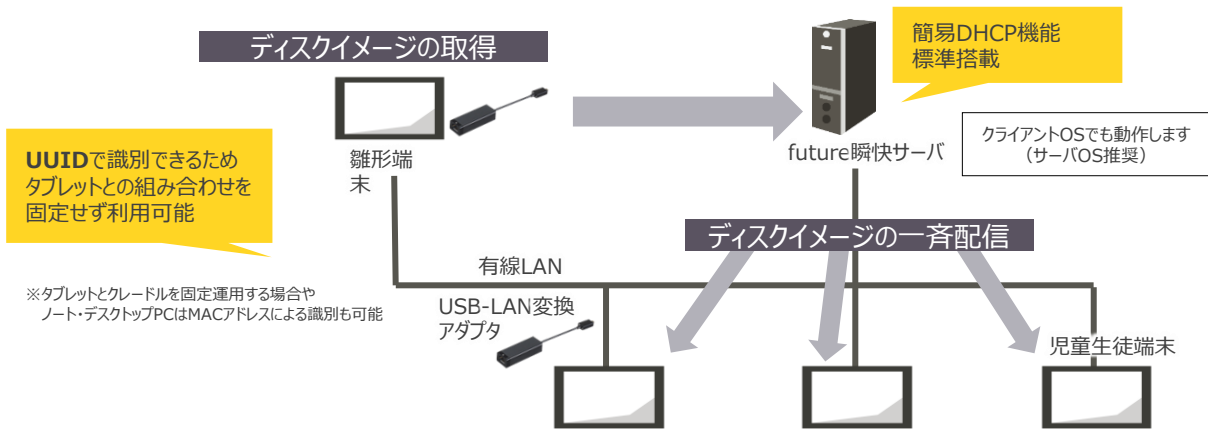 ディスクイメージの取得
簡易DHCP機能
標準搭載
UUIDで識別できるため
タブレットとの組み合わせを
固定せず利用可能
雛形端
末
future瞬快サーバ
クライアントOSでも動作します
（サーバOS推奨）
ディスクイメージの一斉配信
有線LAN
※タブレットとクレードルを固定運用する場合や
ノート・デスクトップPCはMACアドレスによる識別も可能
USB-LAN変換
アダプタ
児童生徒端末